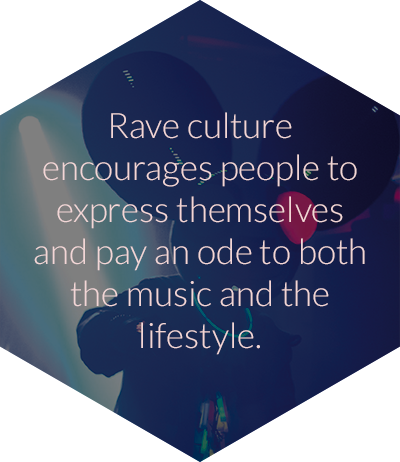 Rave culture
encourages people to
express themselves
and pay an ode to both
the music and the
lifestyle.